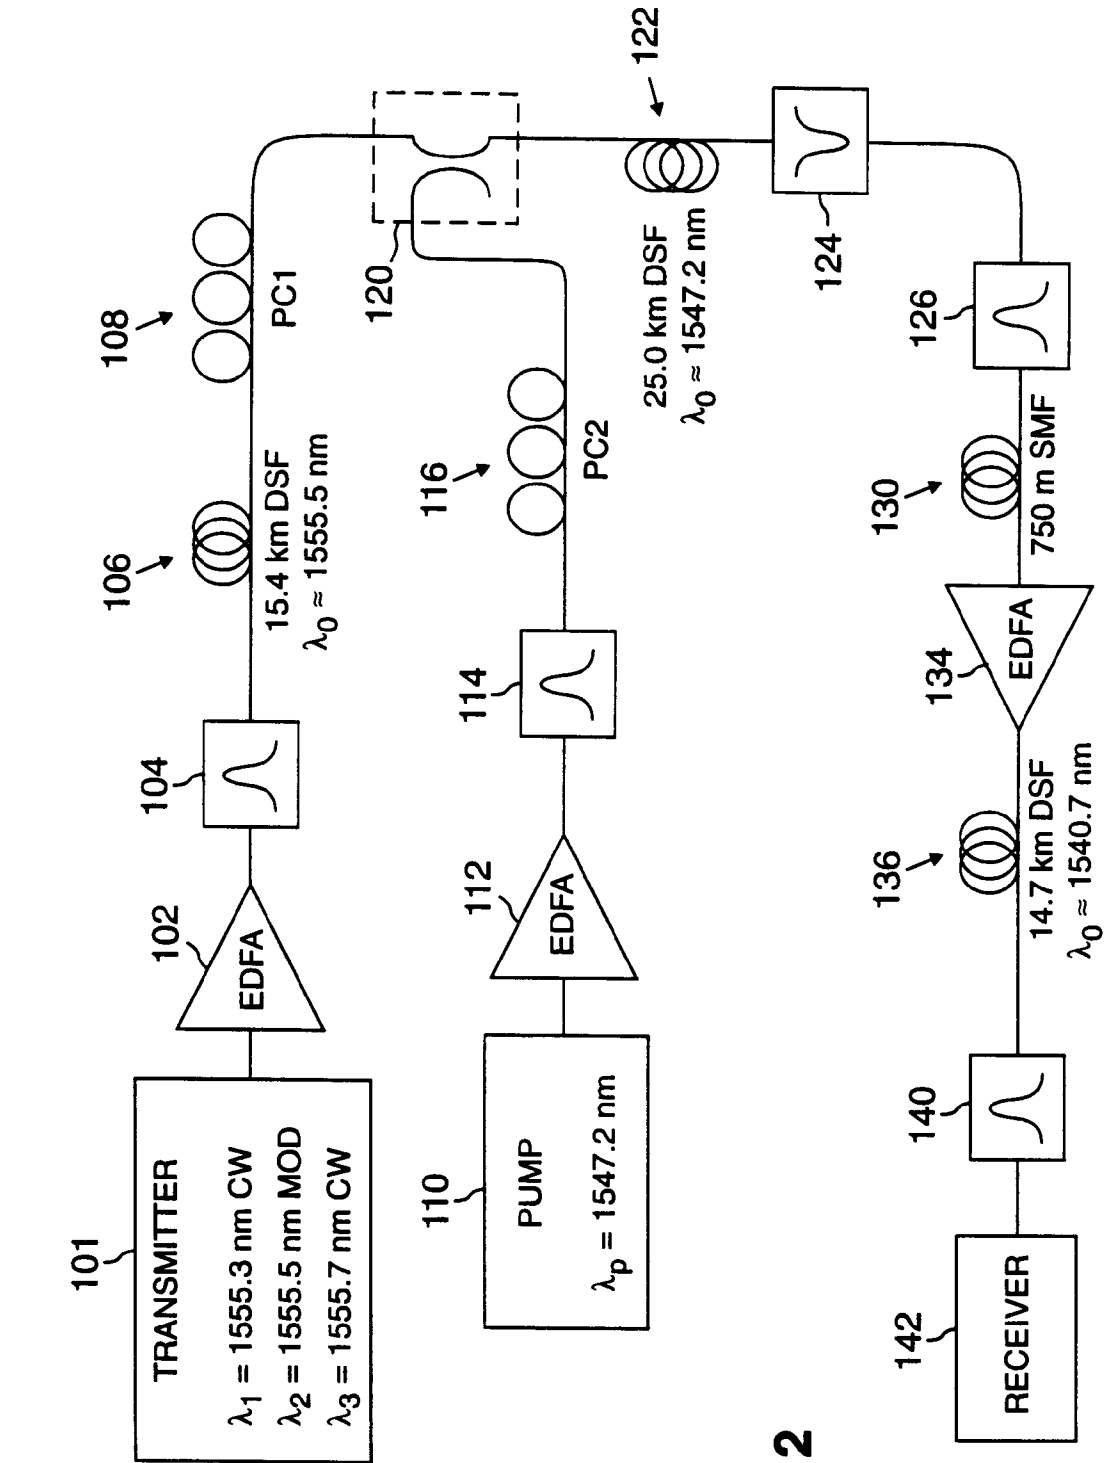 101
TRANSMITTER
λ1 = 1555.3 nm CW
λ2 = 1555.5 nm MOD
λ3 = 1555.7 nm CW
102
EDFA
104
106
15.4 km DSF
λ0 ≈ 1555.5 nm
108
PC1
110
PUMP
λp = 1547.2 nm
112
EDFA
114
116
PC2
120
122
25.0 km DSF
λ0 ≈ 1547.2 nm
124
126
130
750 m SMF
134
EDFA
136
14.7 km DSF
λ0 ≈ 1540.7 nm
140
142
RECEIVER
2